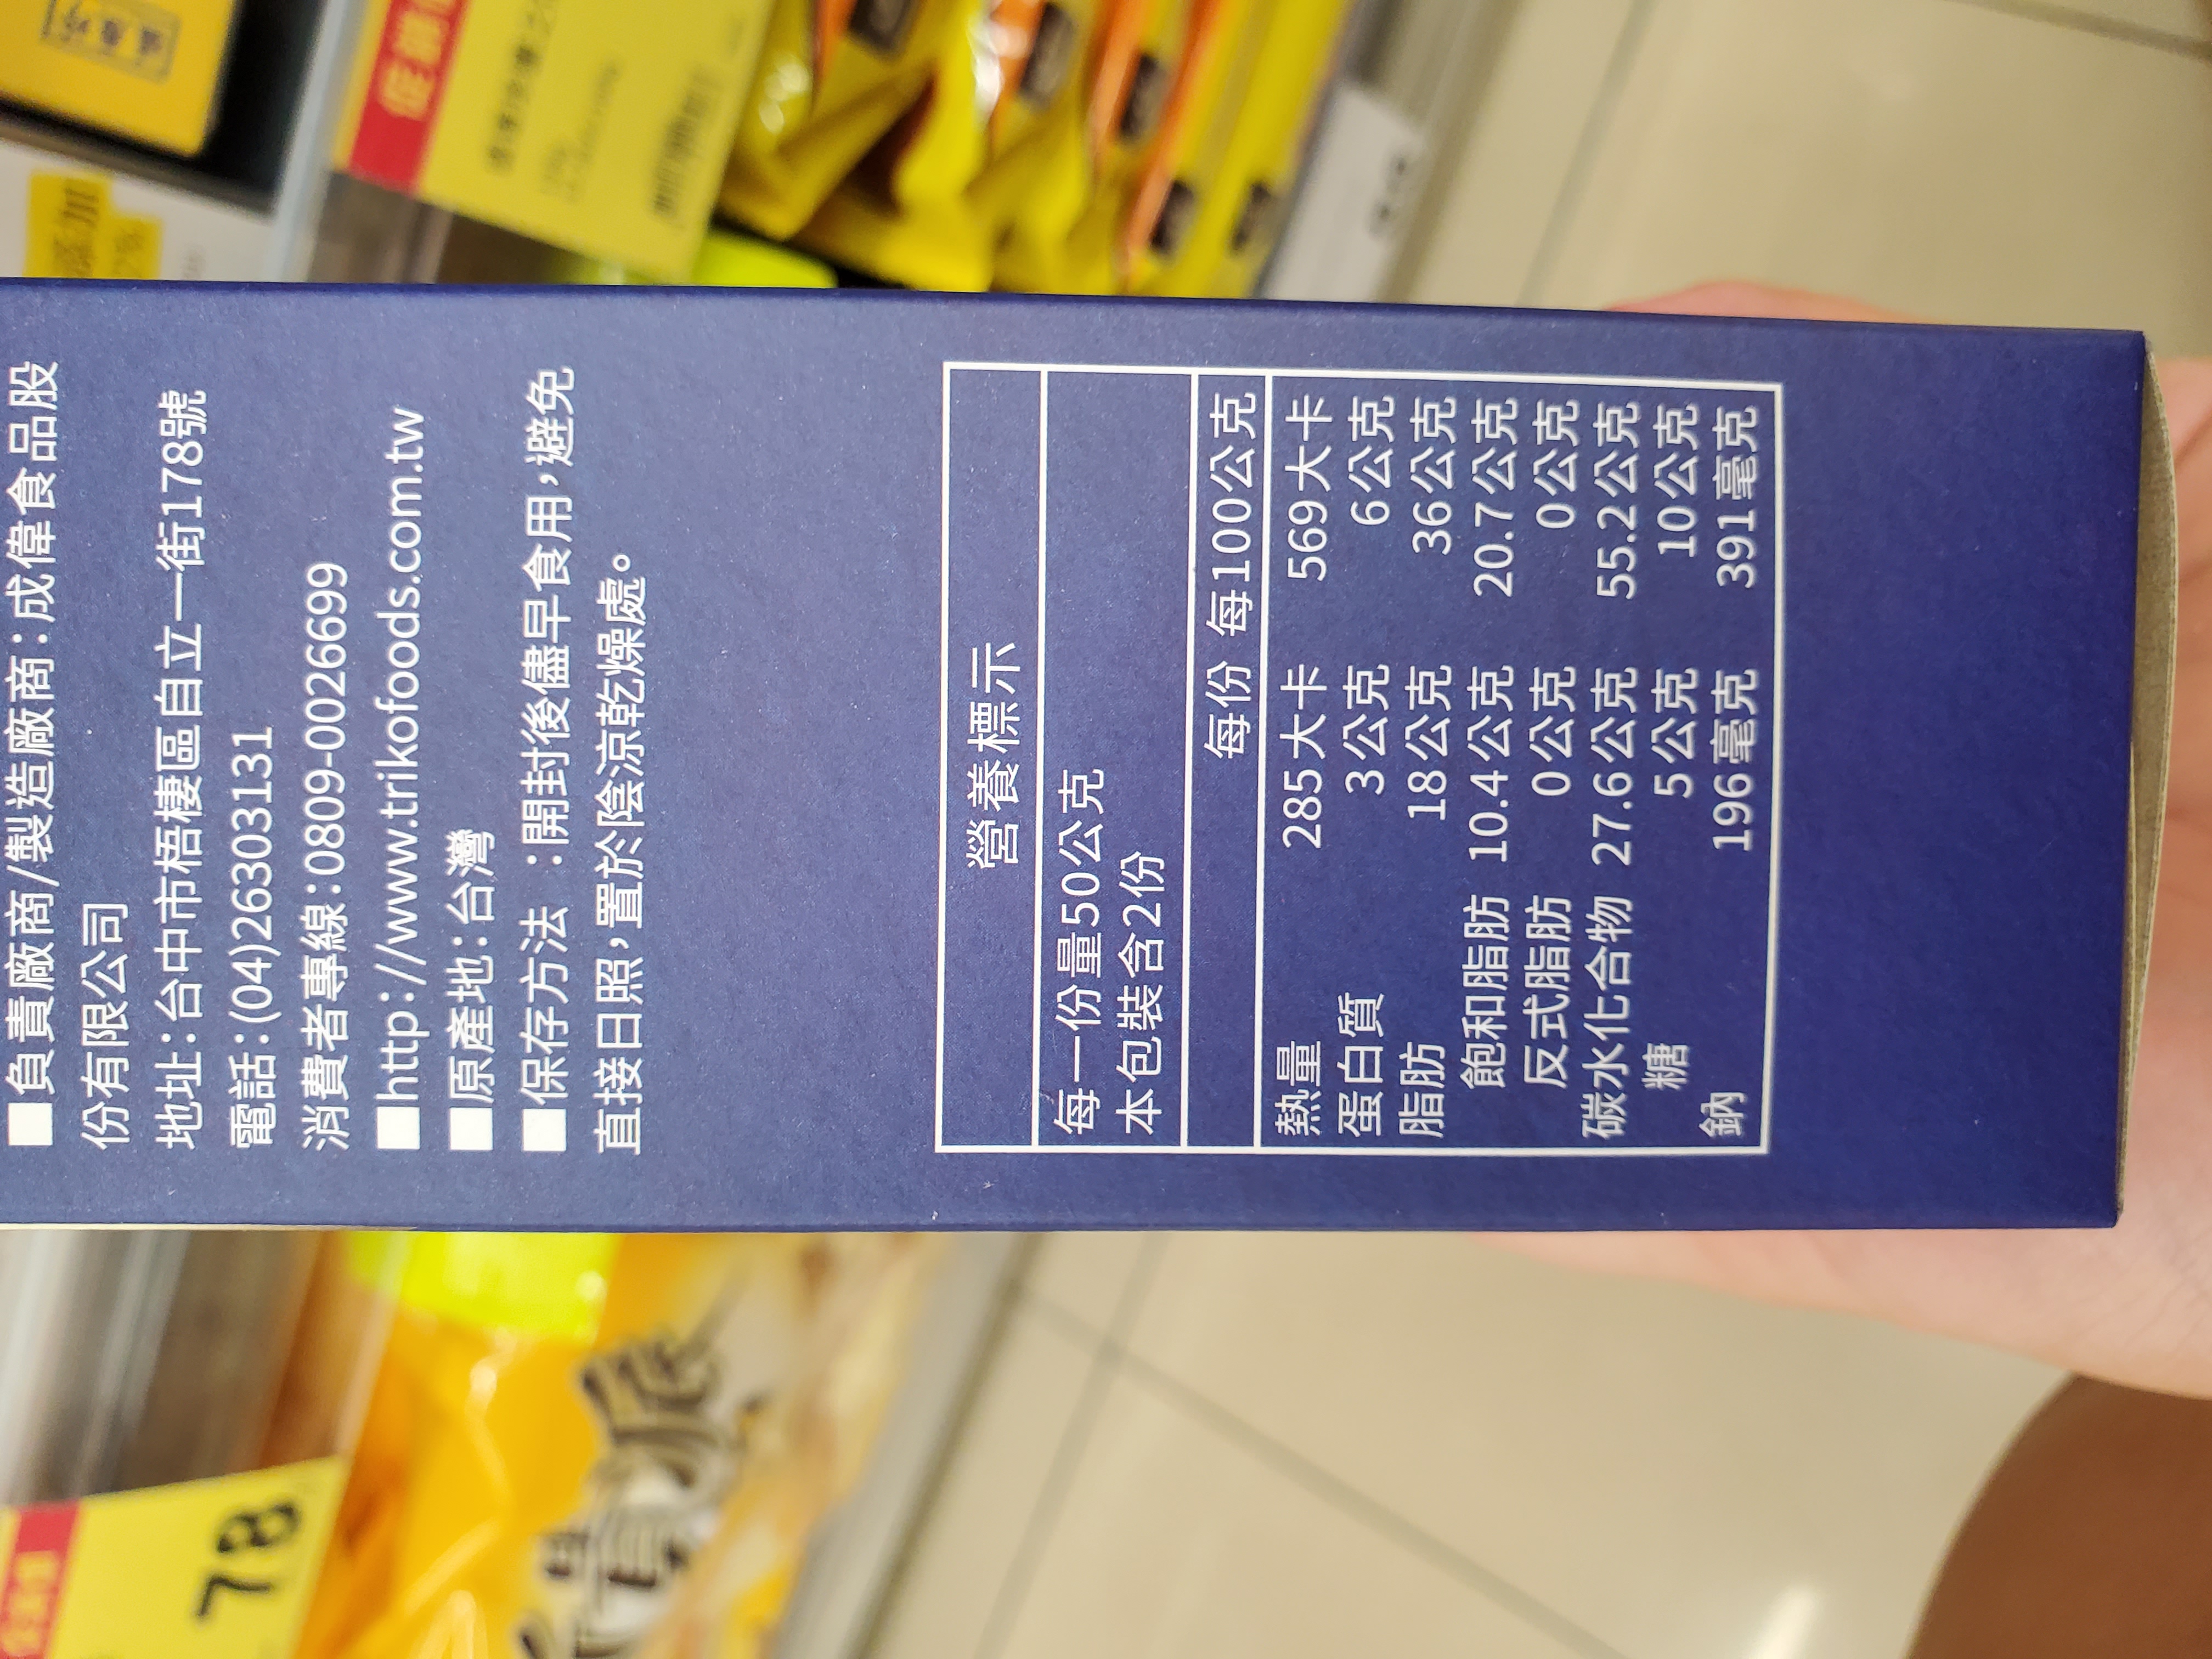 ■負責廠商/製造廠商：成偉食品股
份有限公司
地址：台中市梧棲區自立一街178號
電話：(04)26303131
消費者專線：0809-0026699
■http://www.trikofoods.com.tw
■原產地：台灣
■保存方法 ：開封後儘早食用，避免
直接日照，置於陰涼乾燥處。
營養標示
每一份量50公克
本包裝含2份
每份 每100公克
熱量 285大卡 569大卡
蛋白質 3公克 6公克
脂肪 18公克 36公克
飽和脂肪 10.4公克 20.7公克
反式脂肪 0公克 0公克
碳水化合物 27.6公克 55.2公克
糖 5公克 10公克
鈉 196毫克 391毫克
78
貴派
添加
促銷